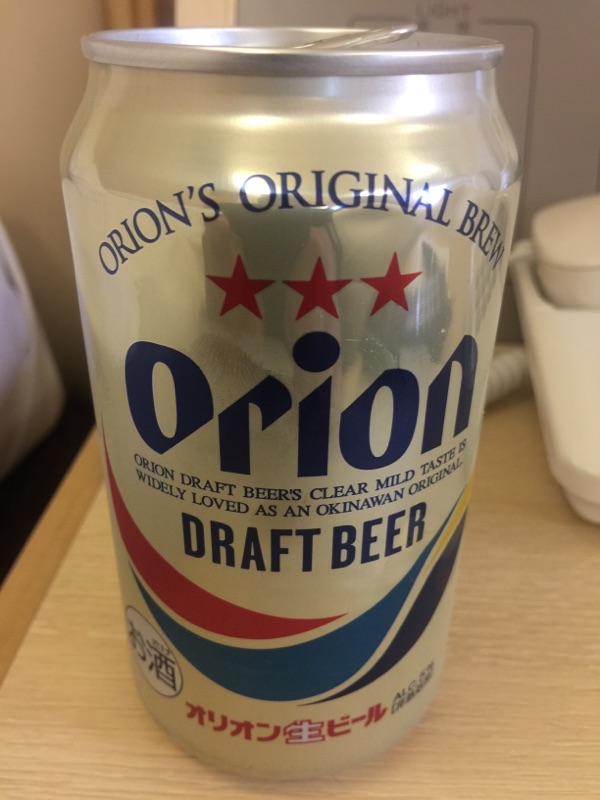 LIGHT
ORION'S ORIGINAL BREW
Orion
ORION DRAFT BEER'S CLEAR MILD TASTE IS
WIDELY LOVED AS AN OKINAWAN ORIGINAL.
DRAFT BEER
お酒
オリオン生ビール